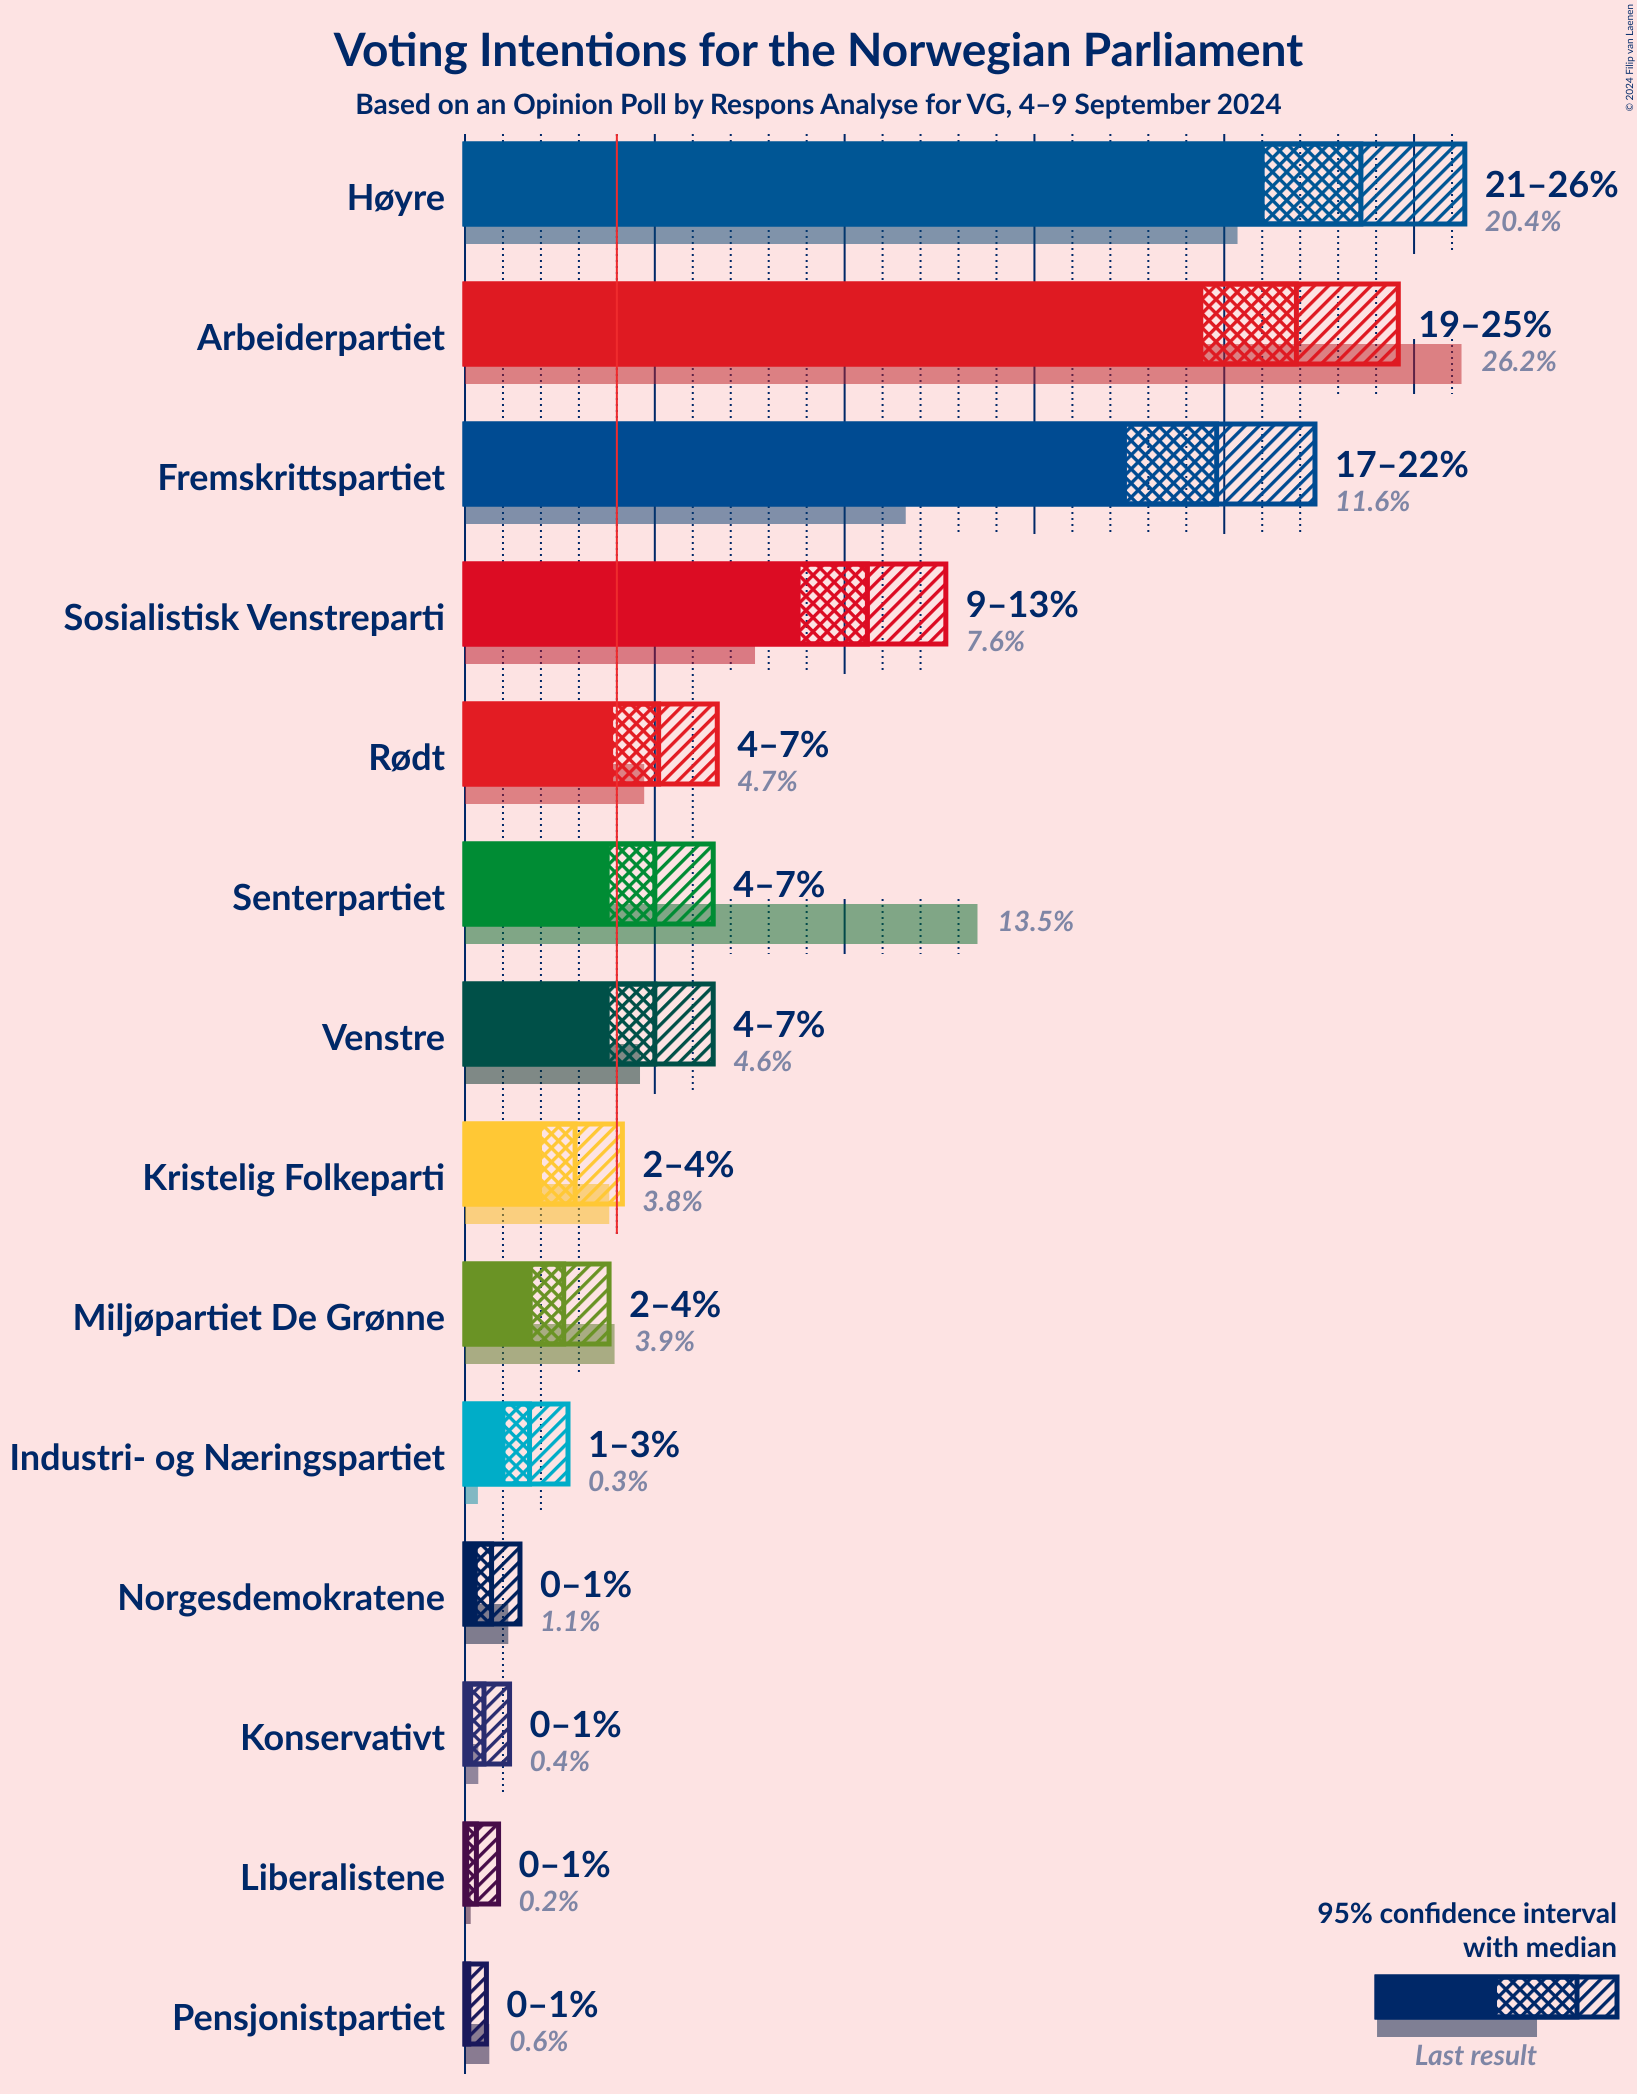 Voting Intentions for the Norwegian Parliament
Based on an Opinion Poll by Respons Analyse for VG, 4–9 September 2024
© 2024 Filip van Laenen
Høyre
21–26%
20.4%
Arbeiderpartiet
19–25%
26.2%
Fremskrittspartiet
17–22%
11.6%
Sosialistisk Venstreparti
9–13%
7.6%
Rødt
4–7%
4.7%
Senterpartiet
4–7%
13.5%
Venstre
4–7%
4.6%
Kristelig Folkeparti
2–4%
3.8%
Miljøpartiet De Grønne
2–4%
3.9%
Industri- og Næringspartiet
1–3%
0.3%
Norgesdemokratene
0–1%
1.1%
Konservativt
0–1%
0.4%
Liberalistene
0–1%
0.2%
Pensjonistpartiet
0–1%
0.6%
95% confidence interval
with median
Last result